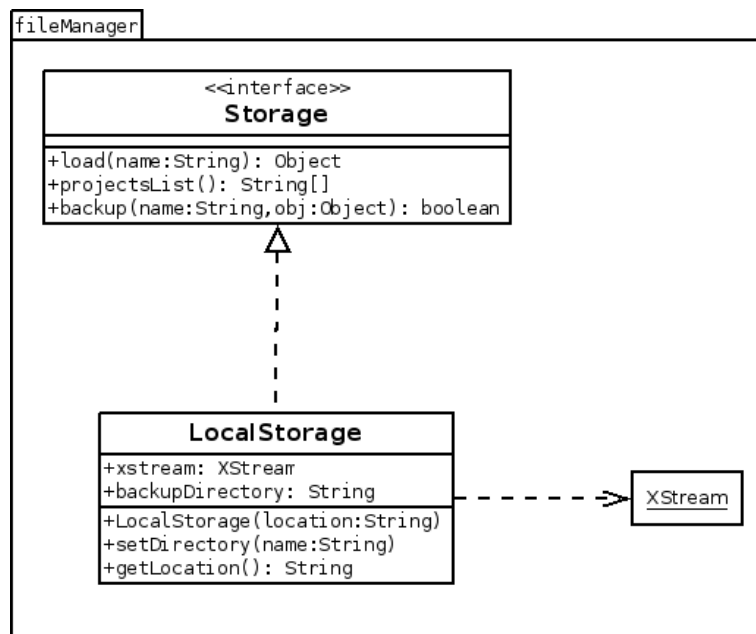 fileManager
<<interface>>
Storage
+load(name:String): Object
+projectsList(): String[]
+backup(name:String,obj:Object): boolean
LocalStorage
+xstream: XStream
+backupDirectory: String
+LocalStorage(location:String)
+setDirectory(name:String)
+getLocation(): String
XStream